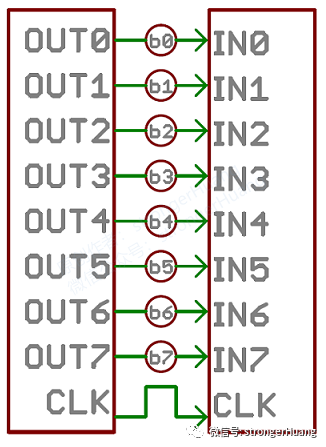 OUT0 b0 IN0
OUT1 b1 IN1
OUT2 b2 IN2
OUT3 b3 IN3
OUT4 b4 IN4
OUT5 b5 IN5
OUT6 b6 IN6
OUT7 b7 IN7
CLK CLK
微信号: strongerHuang